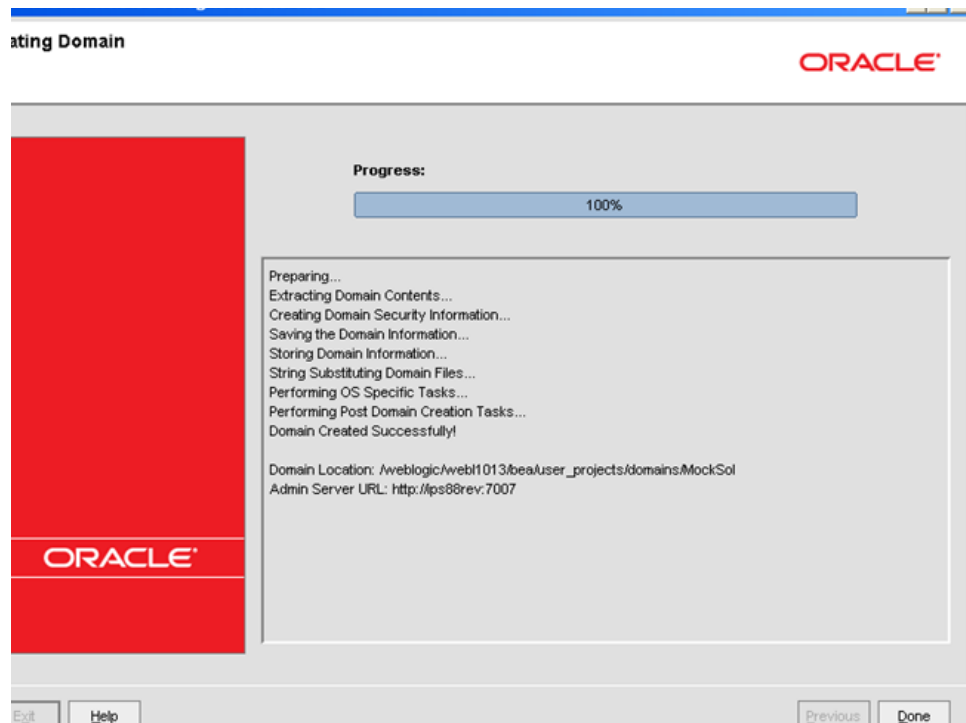 ating Domain
ORACLE
Progress:
100%
Preparing...
Extracting Domain Contents...
Creating Domain Security Information...
Saving the Domain Information...
Storing Domain Information...
String Substituting Domain Files...
Performing OS Specific Tasks...
Performing Post Domain Creation Tasks...
Domain Created Successfully!
Domain Location: /weblogic/webl1013/bea/user_projects/domains/MockSol
Admin Server URL: http://ips88rev:7007
ORACLE
Exit Help Previous Done